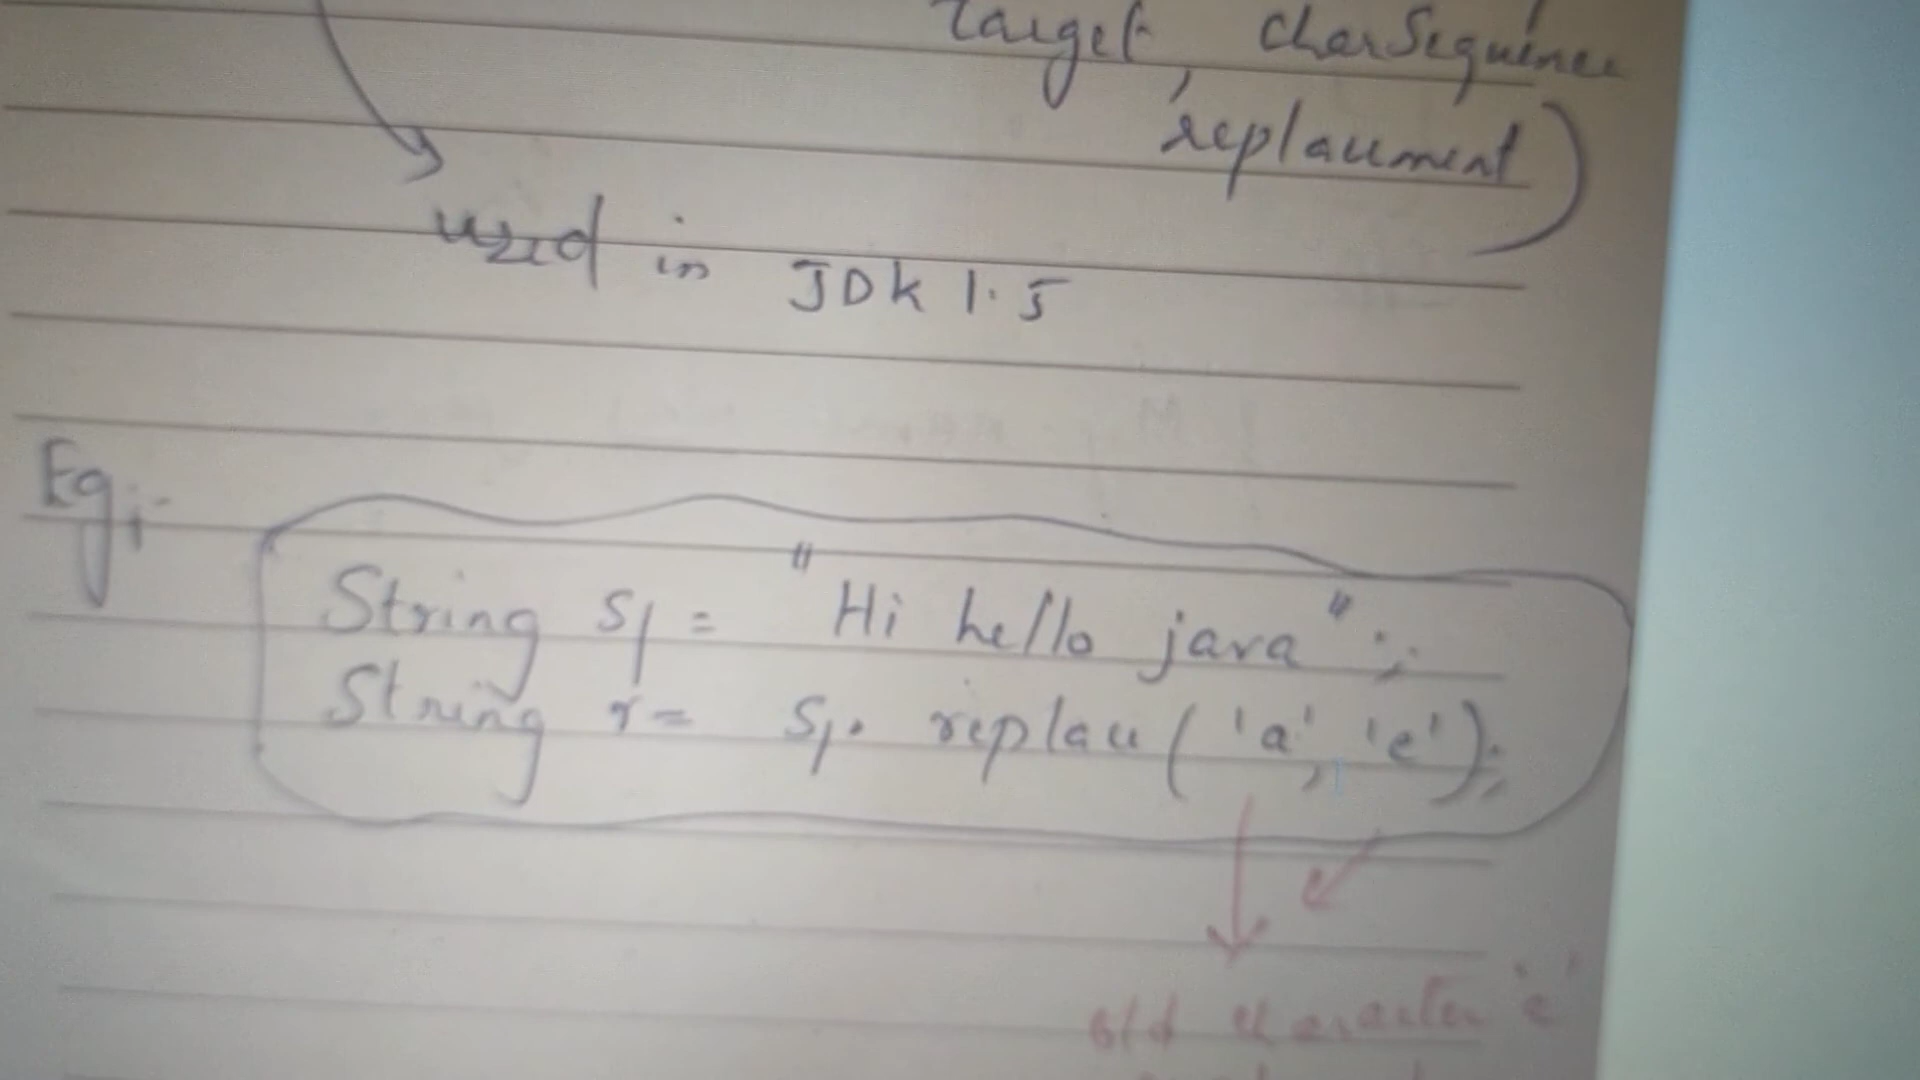 target, charSequence
replacement)
used in JDK 1.5
Eg:-
String s1 = "Hi hello java";
String r = s1. replace('a', 'e');
old character 'e'